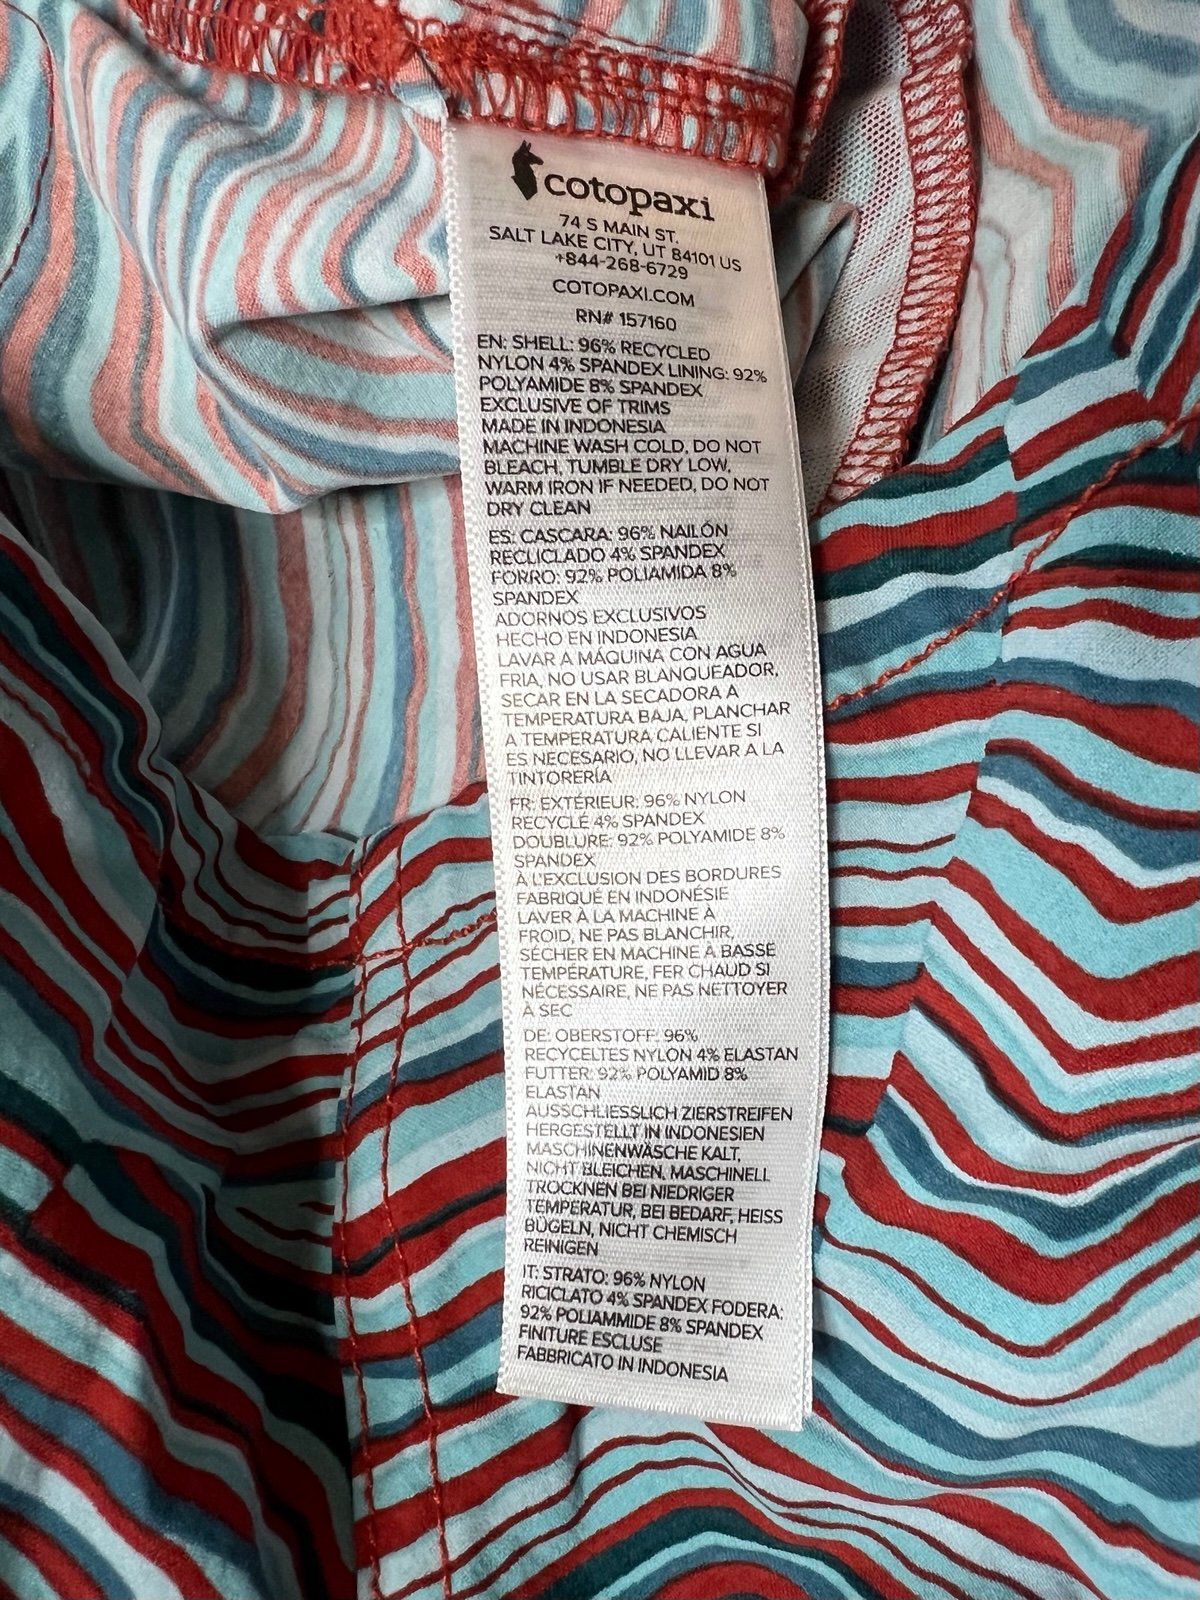 cotopaxi
74 S MAIN ST.
SALT LAKE CITY, UT 84101 US
+844-268-6729
COTOPAXI.COM
RN# 157160
EN: SHELL: 96% RECYCLED
NYLON 4% SPANDEX LINING: 92%
POLYAMIDE 8% SPANDEX
EXCLUSIVE OF TRIMS
MADE IN INDONESIA
MACHINE WASH COLD, DO NOT
BLEACH, TUMBLE DRY LOW,
WARM IRON IF NEEDED, DO NOT
DRY CLEAN
ES: CASCARA: 96% NAILÓN
RECLICLADO 4% SPANDEX
FORRO: 92% POLIAMIDA 8%
SPANDEX
ADORNOS EXCLUSIVOS
HECHO EN INDONESIA
LAVAR A MÁQUINA CON AGUA
FRIA, NO USAR BLANQUEADOR,
SECAR EN LA SECADORA A
TEMPERATURA BAJA, PLANCHAR
A TEMPERATURA CALIENTE SI
ES NECESARIO, NO LLEVAR A LA
TINTORERÍA
FR: EXTÉRIEUR: 96% NYLON
RECYCLÉ 4% SPANDEX
DOUBLURE: 92% POLYAMIDE 8%
SPANDEX
À L'EXCLUSION DES BORDURES
FABRIQUÉ EN INDONÉSIE
LAVER À LA MACHINE À
FROID, NE PAS BLANCHIR,
SÉCHER EN MACHINE À BASSE
TEMPÉRATURE, FER CHAUD SI
NÉCESSAIRE, NE PAS NETTOYER
A SEC
DE: OBERSTOFF: 96%
RECYCELTES NYLON 4% ELASTAN
FUTTER: 92% POLYAMID 8%
ELASTAN
AUSSCHLIESSLICH ZIERSTREIFEN
HERGESTELLT IN INDONESIEN
MASCHINENWÄSCHE KALT,
NICHT BLEICHEN, MASCHINELL
TROCKNEN BEI NIEDRIGER
TEMPERATUR, BEI BEDARF, HEISS
BÜGELN, NICHT CHEMISCH
REINIGEN
IT: STRATO: 96% NYLON
RICICLATO 4% SPANDEX FODERA:
92% POLIAMMIDE 8% SPANDEX
FINITURE ESCLUSE
FABBRICATO IN INDONESIA